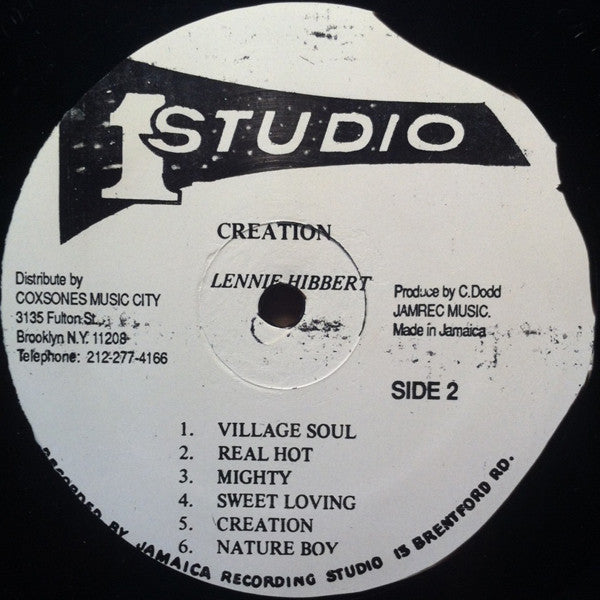 1 STUDIO
CREATION
LENNIE HIBBERT
Distribute by
COXSONES MUSIC CITY
3135 Fulton St.,
Brooklyn N.Y. 11208
Telephone: 212-277-4166
Produce by C.Dodd
JAMREC MUSIC.
Made in Jamaica
SIDE 2
1. VILLAGE SOUL
2. REAL HOT
3. MIGHTY
4. SWEET LOVING
5. CREATION
6. NATURE BOY
RECORDED BY JAMAICA RECORDING STUDIO 13 BRENTFORD RD.